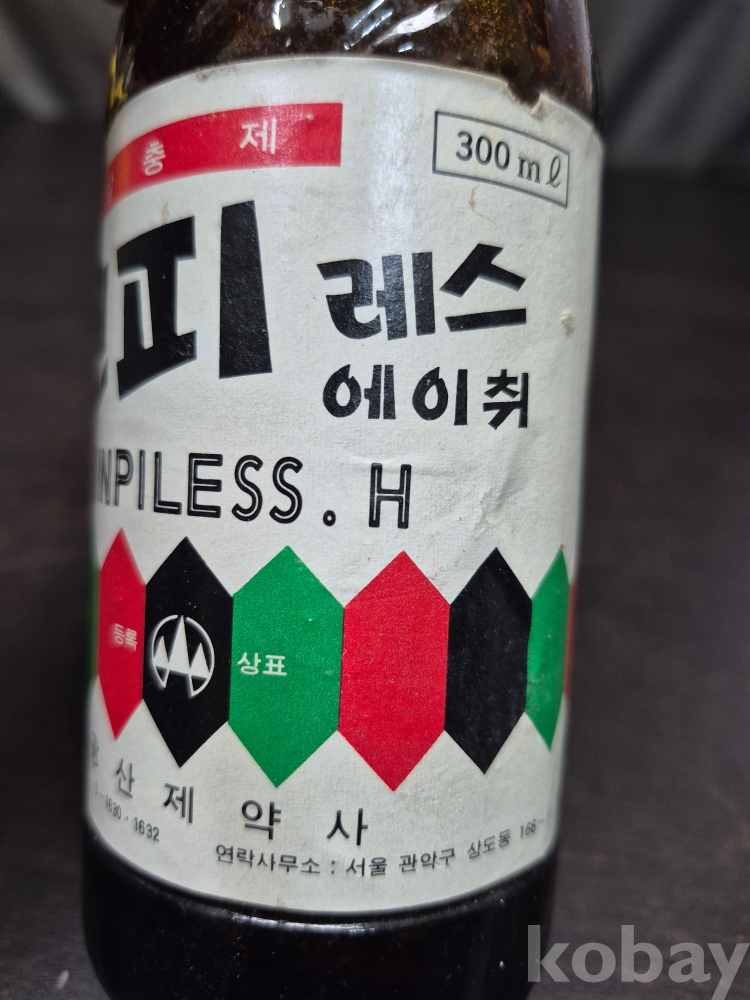 충 제
300 mℓ
피레스
에이취
NPILESS.H
등록 상표
산 제 약 사
1630 · 1632
연락사무소 : 서울 관악구 상도동 166-
kobay